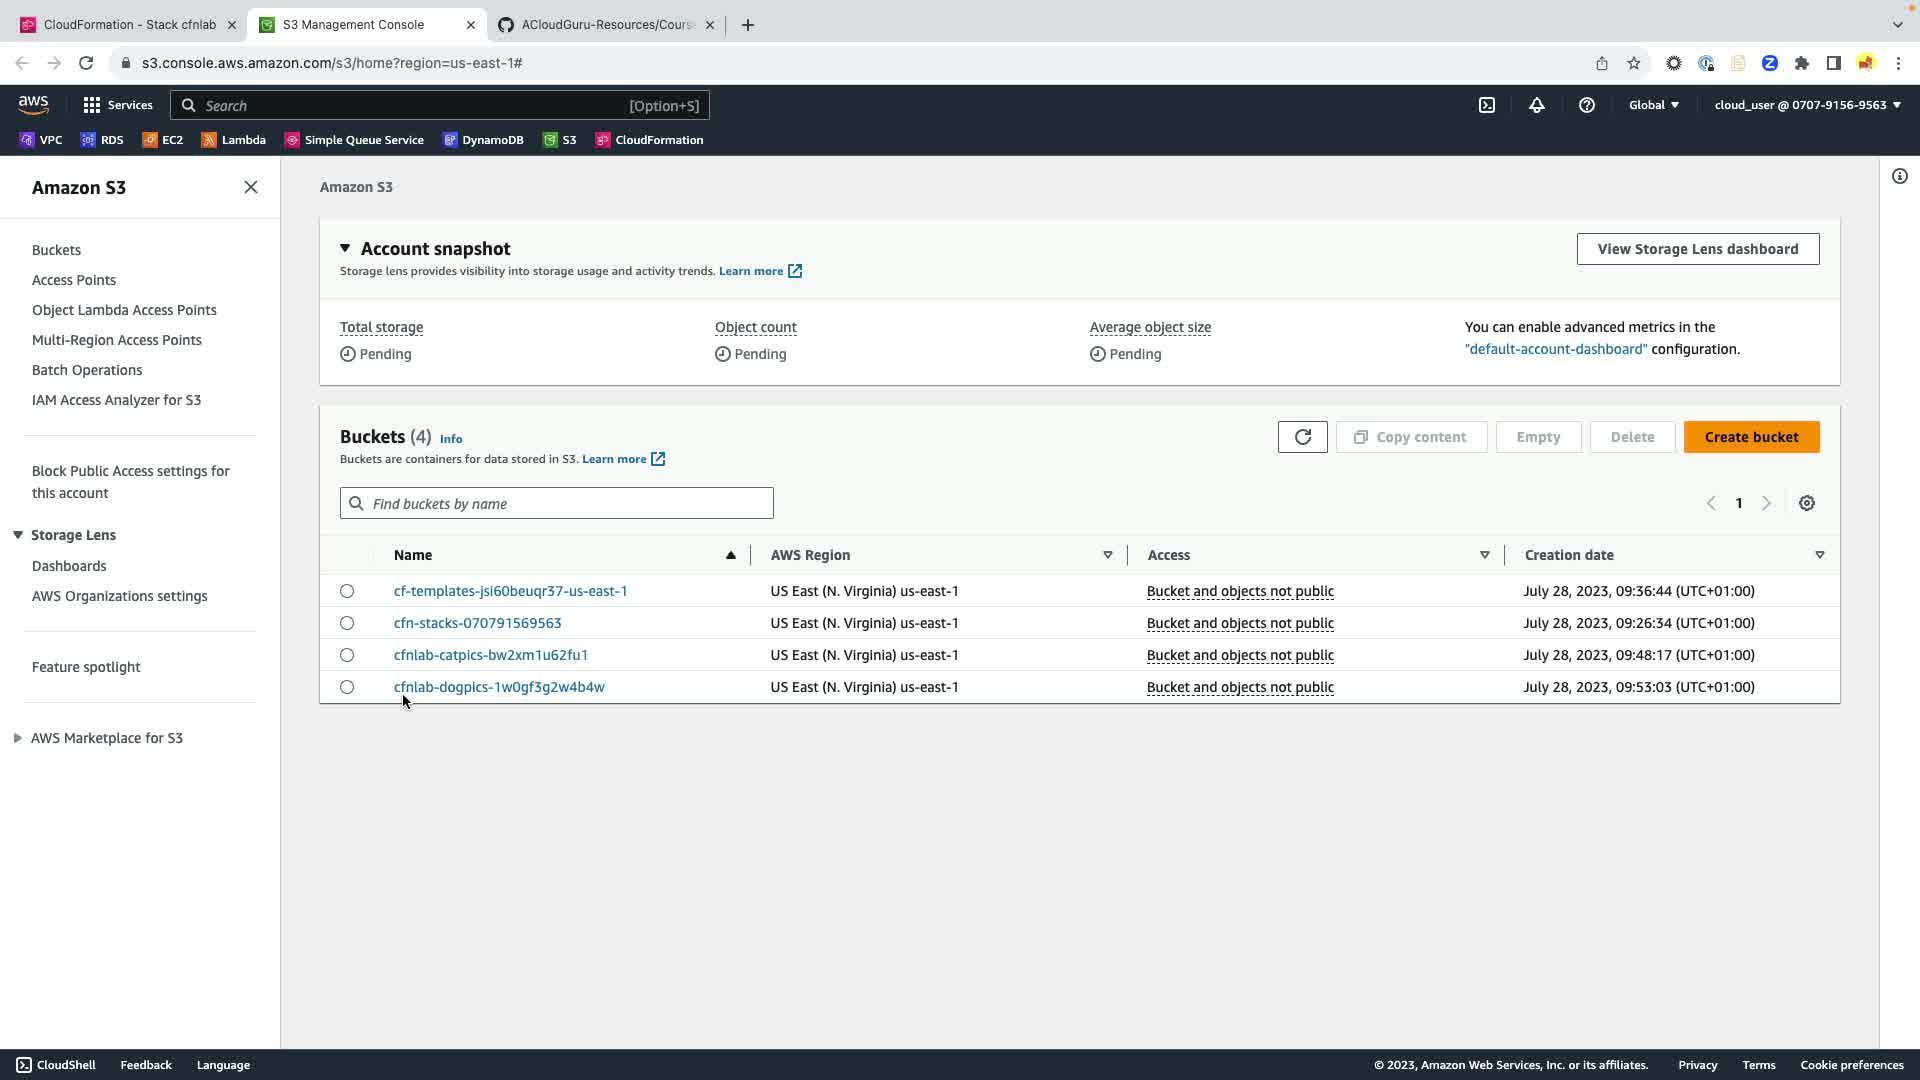 CloudFormation - Stack cfnlab
S3 Management Console
ACloudGuru-Resources/Cours
s3.console.aws.amazon.com/s3/home?region=us-east-1#
aws
Services
Search
[Option+S]
Global
cloud_user @ 0707-9156-9563
VPC
RDS
EC2
Lambda
Simple Queue Service
DynamoDB
S3
CloudFormation
Amazon S3
Buckets
Access Points
Object Lambda Access Points
Multi-Region Access Points
Batch Operations
IAM Access Analyzer for S3
Block Public Access settings for
this account
Storage Lens
Dashboards
AWS Organizations settings
Feature spotlight
AWS Marketplace for S3
Amazon S3
Account snapshot
Storage lens provides visibility into storage usage and activity trends. Learn more
View Storage Lens dashboard
Total storage
Pending
Object count
Pending
Average object size
Pending
You can enable advanced metrics in the
"default-account-dashboard" configuration.
Buckets (4) Info
Buckets are containers for data stored in S3. Learn more
Copy content
Empty
Delete
Create bucket
Find buckets by name
1
Name AWS Region Access Creation date
cf-templates-jsi60beuqr37-us-east-1 US East (N. Virginia) us-east-1 Bucket and objects not public July 28, 2023, 09:36:44 (UTC+01:00)
cfn-stacks-070791569563 US East (N. Virginia) us-east-1 Bucket and objects not public July 28, 2023, 09:26:34 (UTC+01:00)
cfnlab-catpics-bw2xm1u62fu1 US East (N. Virginia) us-east-1 Bucket and objects not public July 28, 2023, 09:48:17 (UTC+01:00)
cfnlab-dogpics-1w0gf3g2w4b4w US East (N. Virginia) us-east-1 Bucket and objects not public July 28, 2023, 09:53:03 (UTC+01:00)
CloudShell
Feedback
Language
© 2023, Amazon Web Services, Inc. or its affiliates.
Privacy
Terms
Cookie preferences